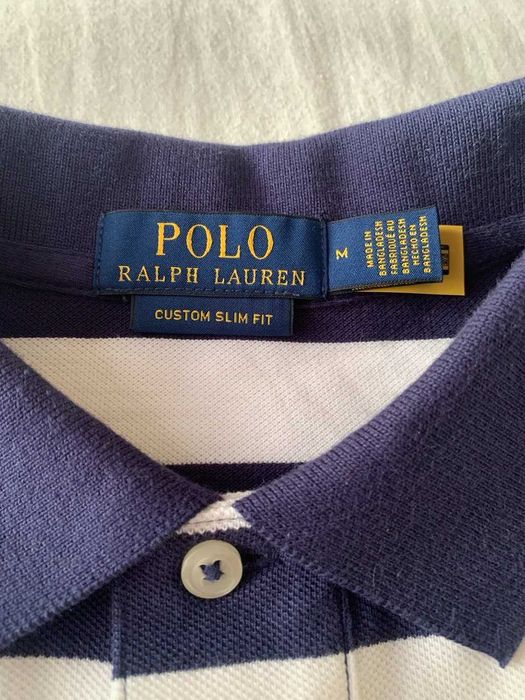 POLO
RALPH LAUREN
CUSTOM SLIM FIT
M
MADE IN
BANGLADESH
FABRIQUÉ AU
BANGLADESH
HECHO EN
BANGLADESH